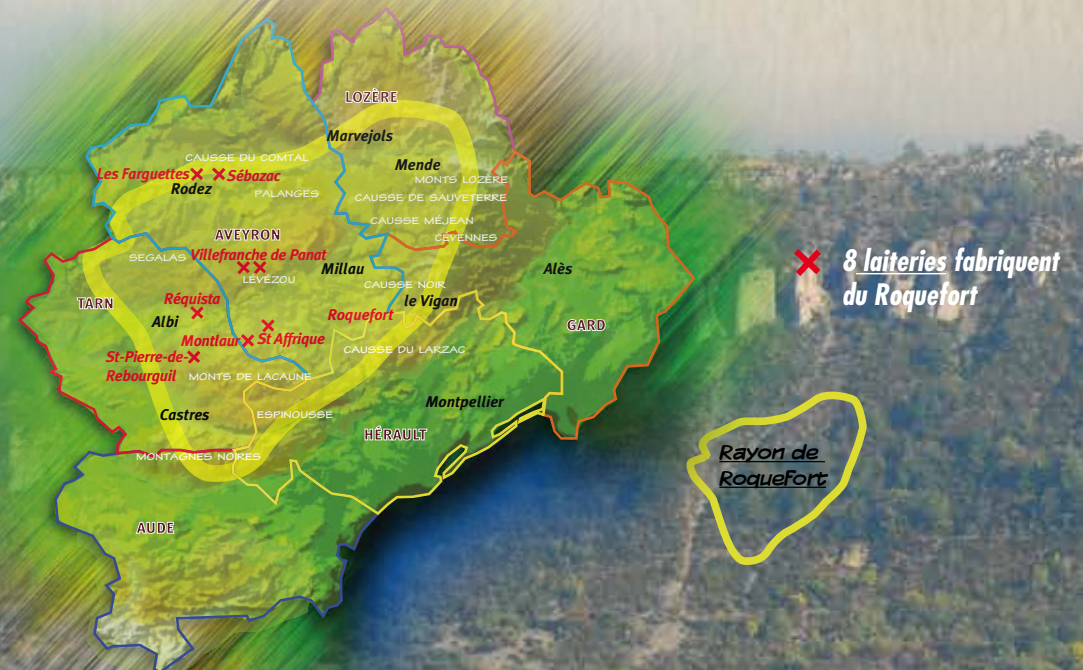 LOZÈRE
Marvejols
CAUSSE DU COMTAL
Mende
Les Farguettes
Sébazac
MONTS LOZÈRE
Rodez
PALANGES
CAUSSE DE SAUVETERRE
CAUSSE MÉJEAN
AVEYRON
CÉVENNES
SEGALAS
Villefranche de Panat
Millau
Alès
LEVÉZOU
CAUSSE NOIR
TARN
Réquista
le Vigan
Albi
Roquefort
GARD
Montlaur
St Affrique
CAUSSE DU LARZAC
St-Pierre-de-
Rebourguil
MONTS DE LACAUNE
Montpellier
Castres
ESPINOUSSE
HÉRAULT
MONTAGNES NOIRES
AUDE
8 laiteries fabriquent
du Roquefort
Rayon de
Roquefort